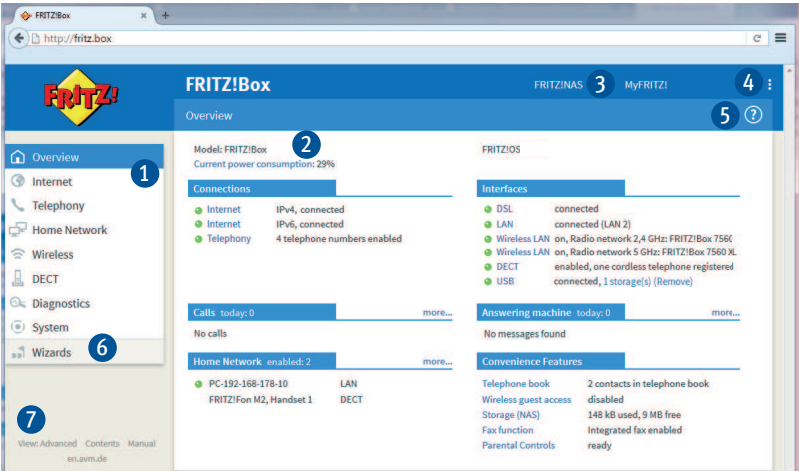 FRITZ!Box
http://fritz.box
FRITZ!
FRITZ!Box
FRITZ!NAS 3 MyFRITZ! 4
Overview 5 ?
Overview
1
Internet
Telephony
Home Network
Wireless
DECT
Diagnostics
System
Wizards 6
7
View: Advanced Contents Manual
en.avm.de
Model: FRITZ!Box 2
Current power consumption: 29%
FRITZ!OS
Connections
Internet IPv4, connected
Internet IPv6, connected
Telephony 4 telephone numbers enabled
Interfaces
DSL connected
LAN connected (LAN 2)
Wireless LAN on, Radio network 2,4 GHz: FRITZ!Box 7560
Wireless LAN on, Radio network 5 GHz: FRITZ!Box 7560 XL
DECT enabled, one cordless telephone registered
USB connected, 1 storage(s) (Remove)
Calls today: 0 more...
No calls
Answering machine today: 0 more...
No messages found
Home Network enabled: 2 more...
PC-192-168-178-10 LAN
FRITZ!Fon M2, Handset 1 DECT
Convenience Features
Telephone book 2 contacts in telephone book
Wireless guest access disabled
Storage (NAS) 148 kB used, 9 MB free
Fax function Integrated fax enabled
Parental Controls ready